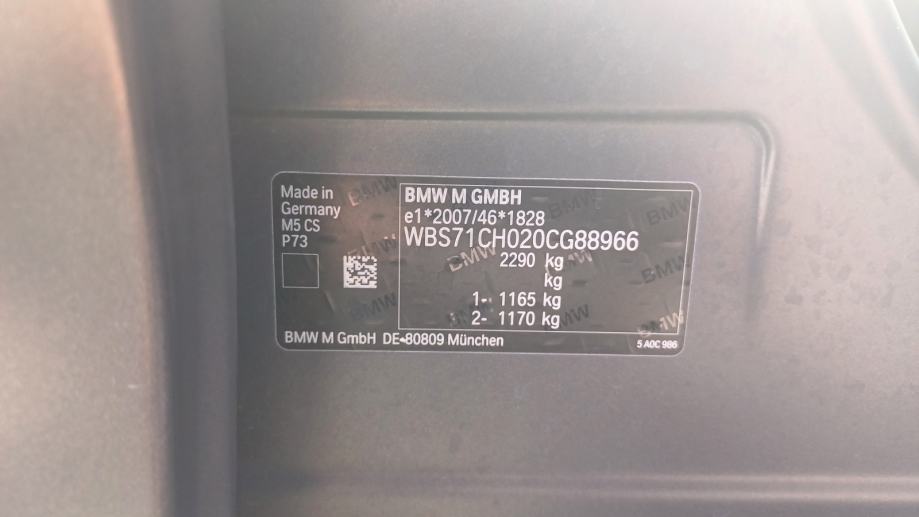 Made in
Germany
M5 CS
P73
BMW M GMBH
e1*2007/46*1828
WBS71CH020CG88966
2290 kg
kg
1- 1165 kg
2- 1170 kg
BMW M GmbH DE-80809 München
5 A0C 986